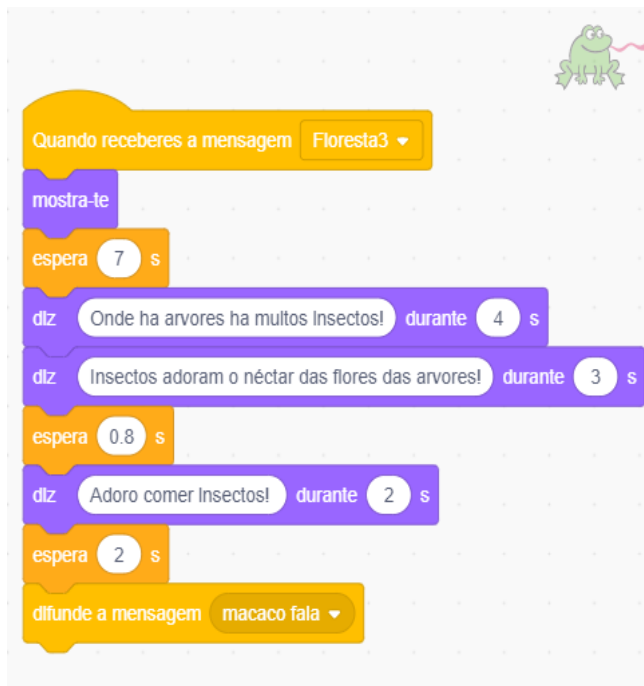 Quando receberes a mensagem Floresta3
mostra-te
espera 7 s
diz Onde ha arvores ha muitos Insectos! durante 4 s
diz Insectos adoram o néctar das flores das arvores! durante 3 s
espera 0.8 s
diz Adoro comer Insectos! durante 2 s
espera 2 s
difunde a mensagem macaco fala